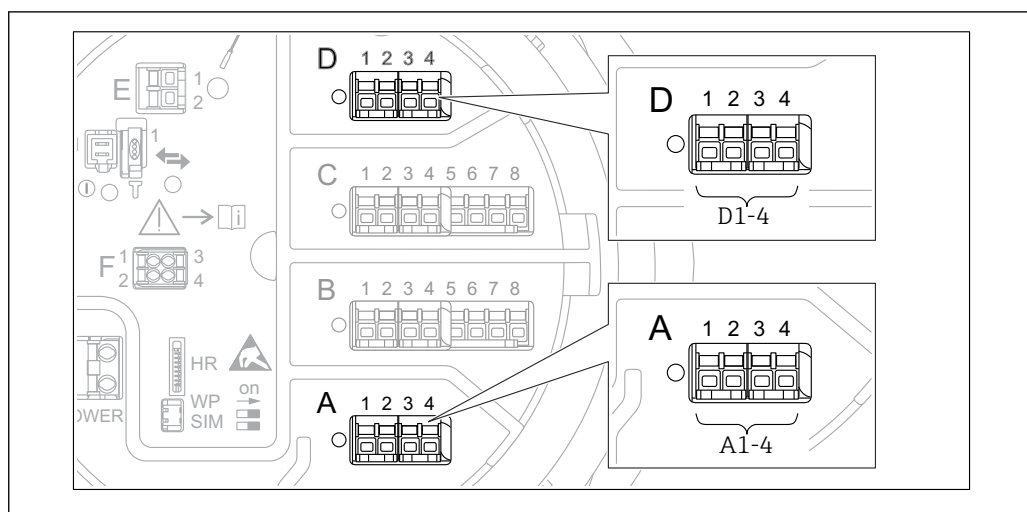 D 1 2 3 4
E 1
2
1
C 1 2 3 4 5 6 7 8
i
F 1 3
2 4
B 1 2 3 4 5 6 7 8
HR
on
WP
SIM
OWER
A 1 2 3 4
D 1 2 3 4
D1-4
A 1 2 3 4
A1-4